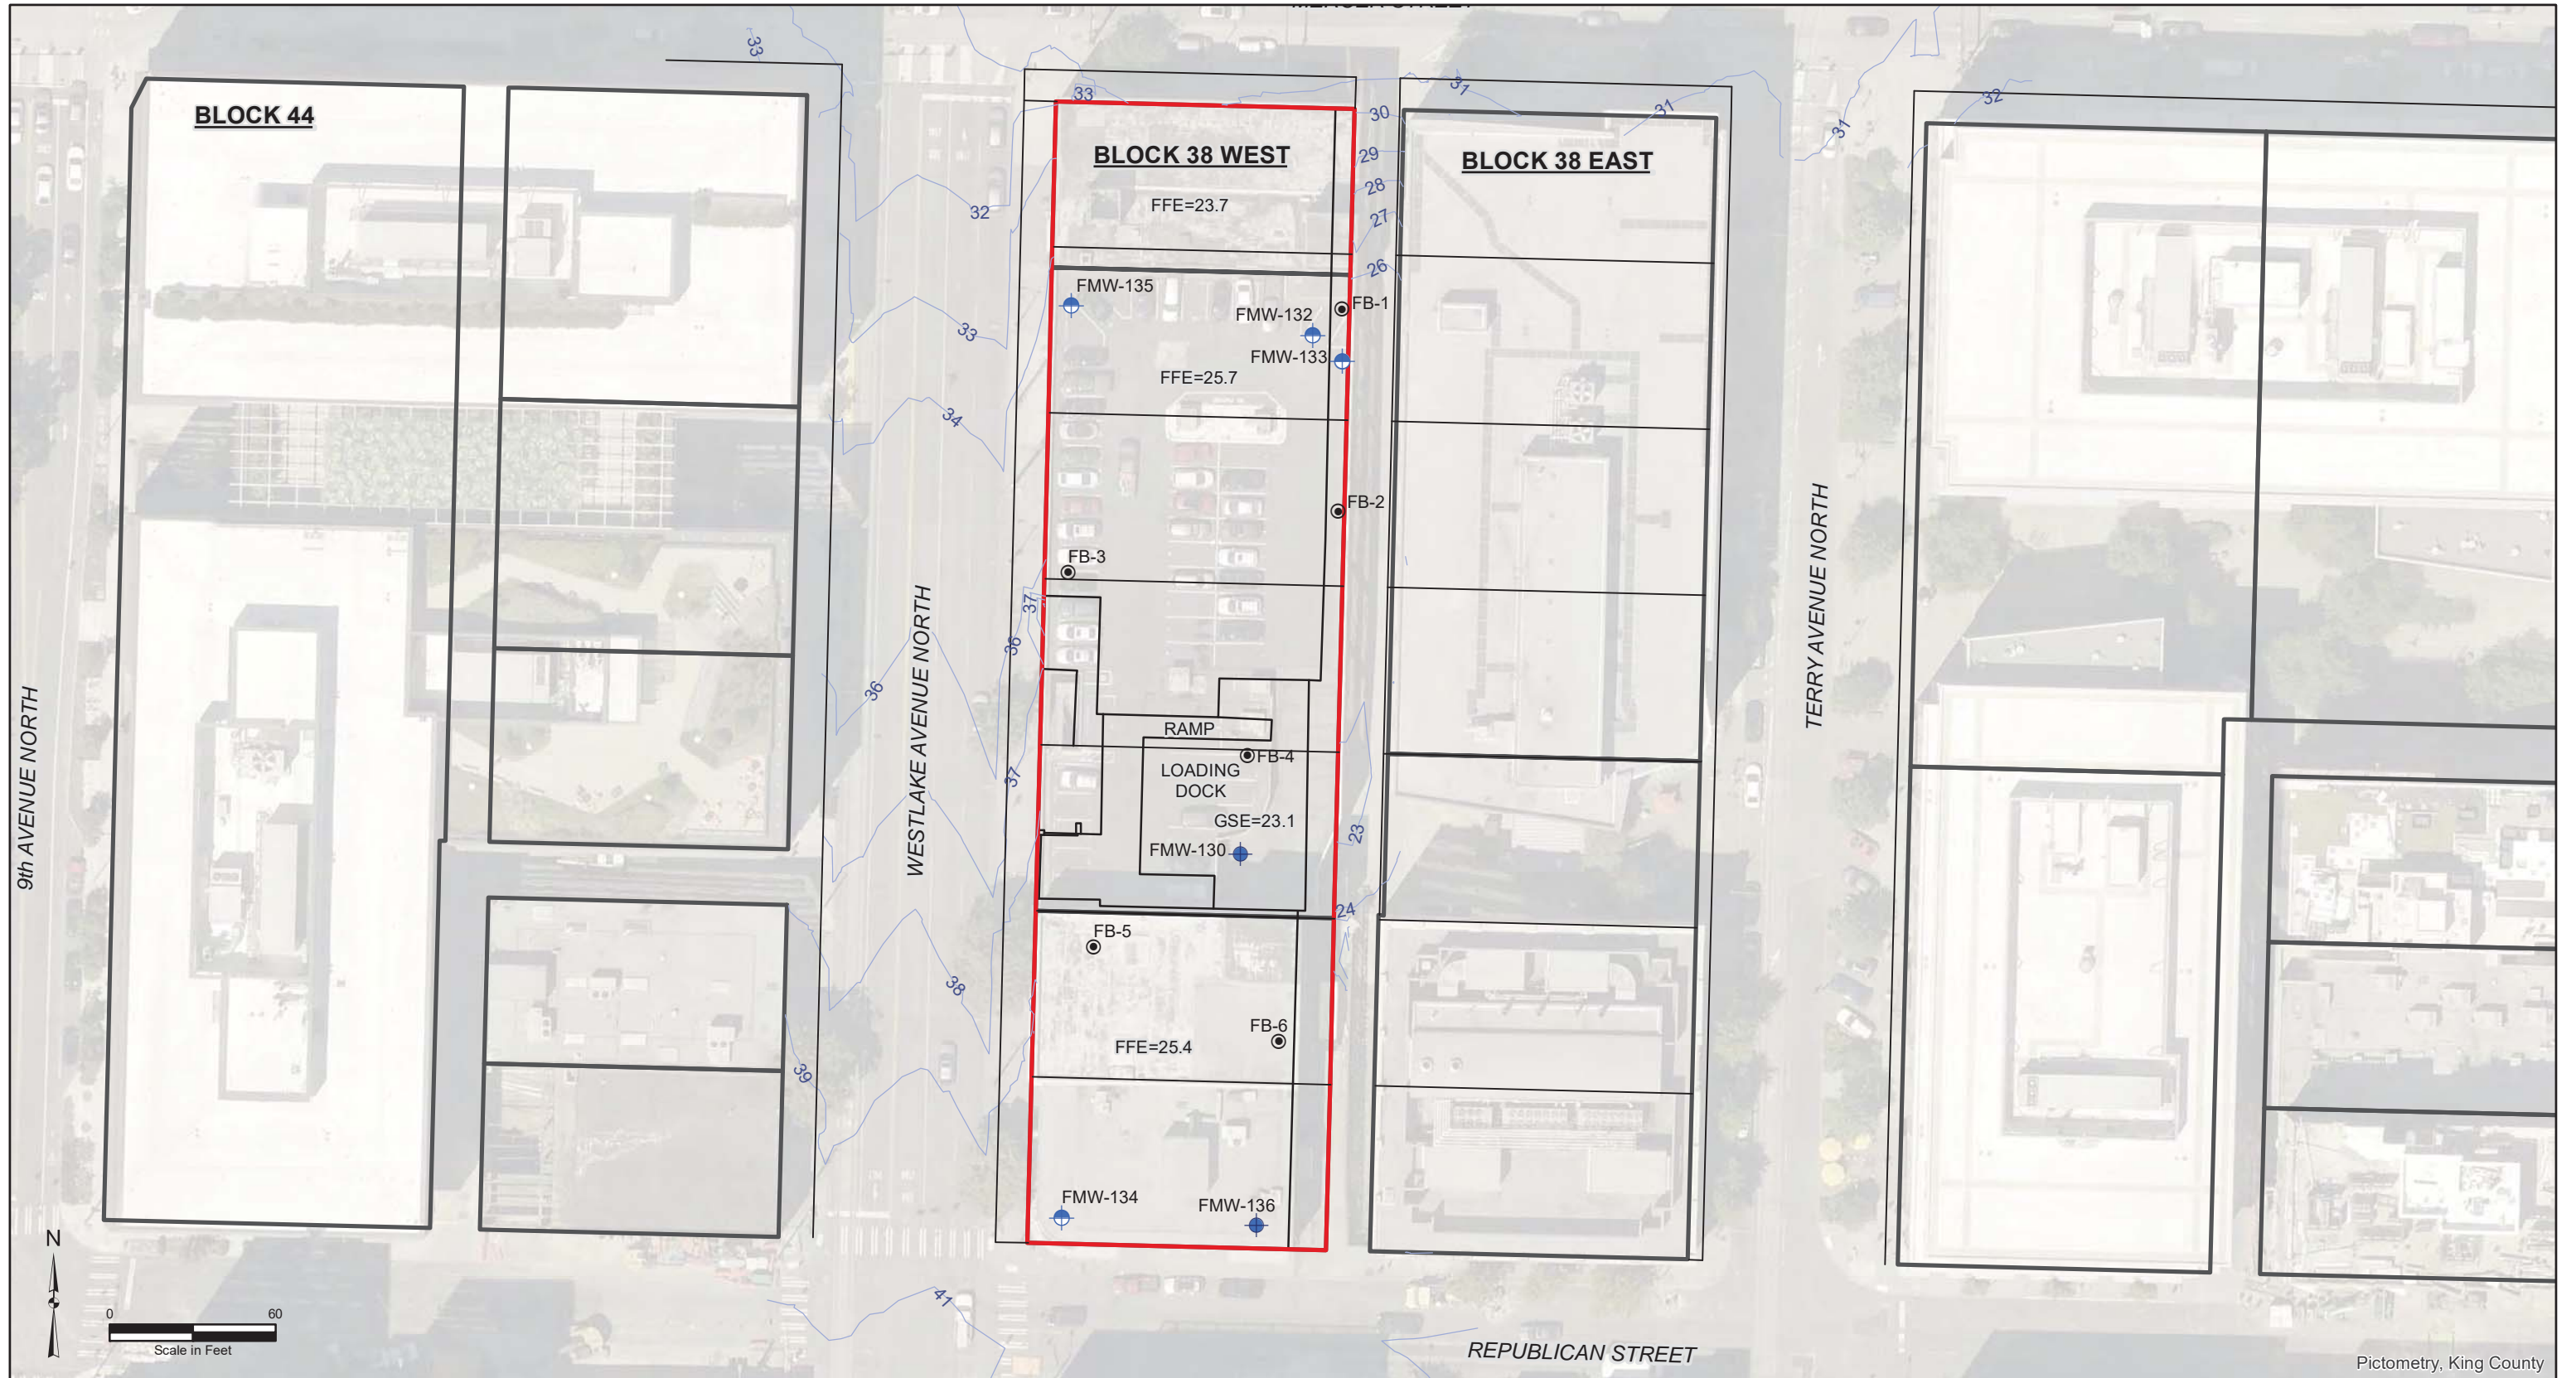 MERCER STREET
33
33
31
31
31
32
BLOCK 44
30
BLOCK 38 WEST
29
BLOCK 38 EAST
28
FFE=23.7
32
27
26
FMW-135
FB-1
FMW-132
33
FMW-133
FFE=25.7
34
FB-2
FB-3
37
36
36
WESTLAKE AVENUE NORTH
TERRY AVENUE NORTH
9th AVENUE NORTH
RAMP
FB-4
37
LOADING
DOCK
GSE=23.1
23
FMW-130
24
FB-5
38
FB-6
FFE=25.4
39
FMW-134
FMW-136
N
41
0 60
Scale in Feet
REPUBLICAN STREET
Pictometry, King County